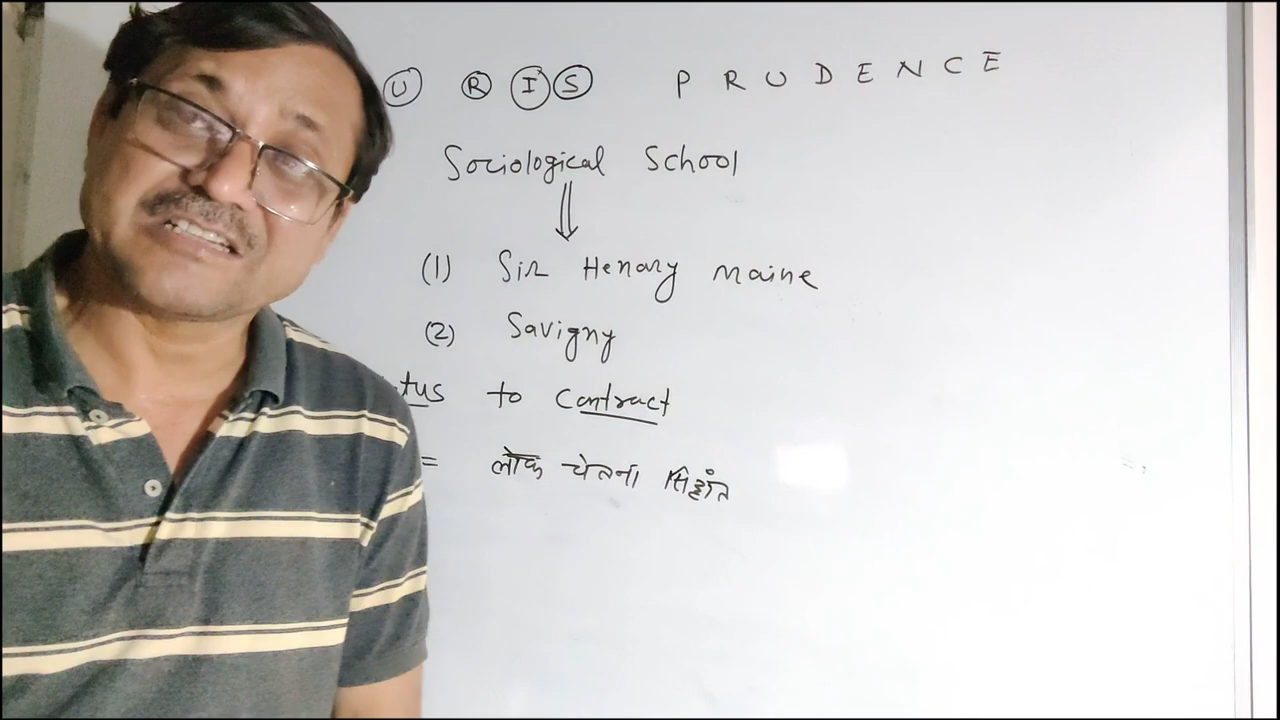 U R I S P R U D E N C E
Sociological School
(1) Sir Henary maine
(2) Savigny
tus to Contract
= लोक चेतना सिद्धांत